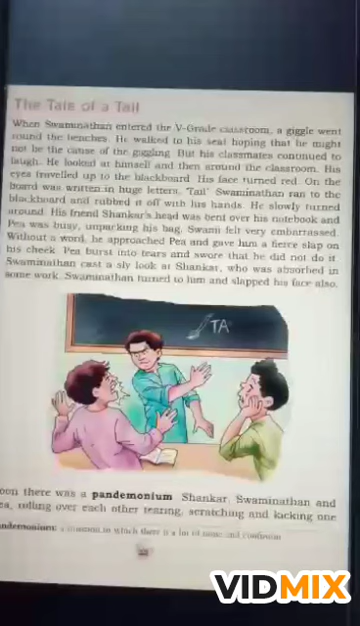 The Tale of a Tail
When Swaminathan entered the V-Grade classroom, a giggle went
round the benches. He walked to his seat hoping that he might
not be the cause of the giggling. But his classmates continued to
laugh. He looked at himself and then around the classroom. His
eyes travelled up to the blackboard. His face turned red. On the
board was written in huge letters, 'Tail' Swaminathan ran to the
blackboard and rubbed it off with his hands. He slowly turned
around. His friend Shankar's head was bent over his notebook and
Pea was busy, unpacking his bag. Swami felt very embarrassed.
Without a word, he approached Pea and gave him a fierce slap on
his cheek. Pea burst into tears and swore that he did not do it.
Swaminathan cast a sly look at Shankar, who was absorbed in
some work. Swaminathan turned to him and slapped his face also.
TA
oon there was a pandemonium Shankar, Swaminathan and
ea, rolling over each other tearing, scratching and kicking one
andemonium: a situation in which there is a lot of noise and confusion
VIDMIX